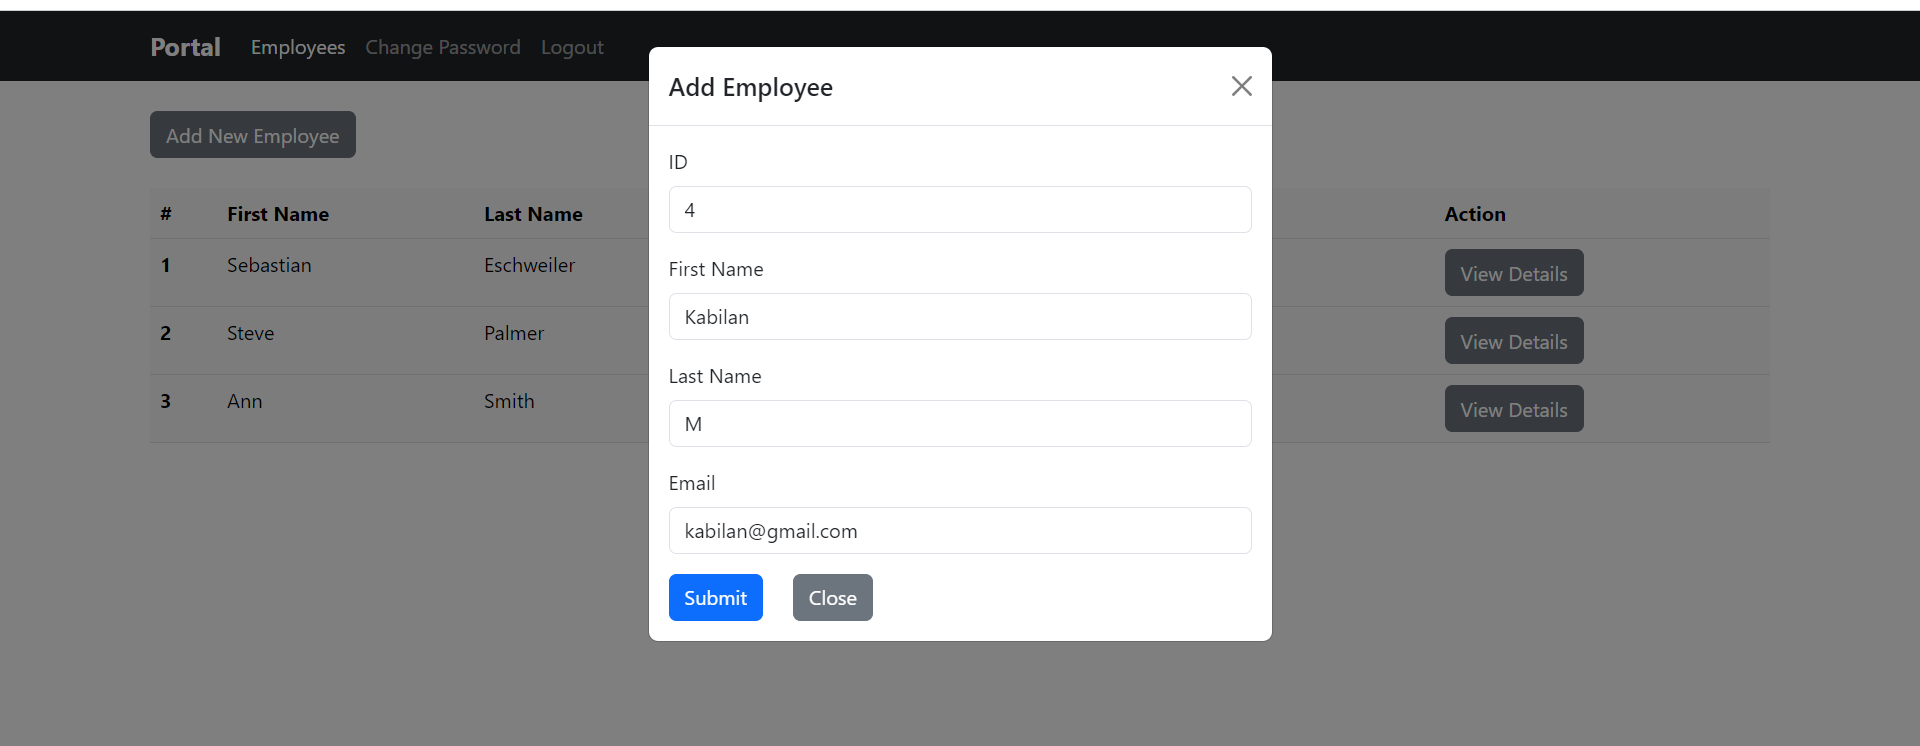 Portal Employees Change Password Logout
Add New Employee
# First Name Last Name Action
1 Sebastian Eschweiler View Details
2 Steve Palmer View Details
3 Ann Smith View Details
Add Employee
ID
4
First Name
Kabilan
Last Name
M
Email
kabilan@gmail.com
Submit Close